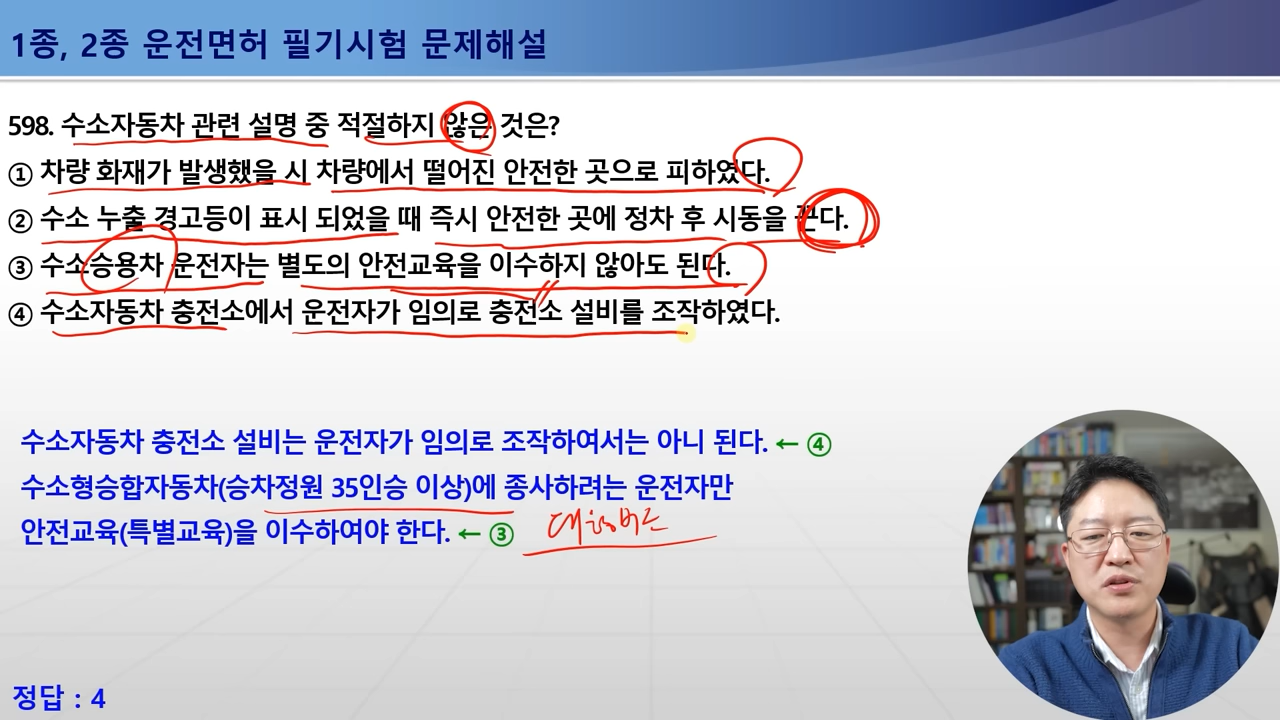 1종, 2종 운전면허 필기시험 문제해설
598. 수소자동차 관련 설명 중 적절하지 않은 것은?
① 차량 화재가 발생했을 시 차량에서 떨어진 안전한 곳으로 피하였다.
② 수소 누출 경고등이 표시 되었을 때 즉시 안전한 곳에 정차 후 시동을 끈다.
③ 수소승용차 운전자는 별도의 안전교육을 이수하지 않아도 된다.
④ 수소자동차 충전소에서 운전자가 임의로 충전소 설비를 조작하였다.
수소자동차 충전소 설비는 운전자가 임의로 조작하여서는 아니 된다. ← ④
수소형승합자동차(승차정원 35인승 이상)에 종사하려는 운전자만
안전교육(특별교육)을 이수하여야 한다. ← ③ 대형버스
정답 : 4